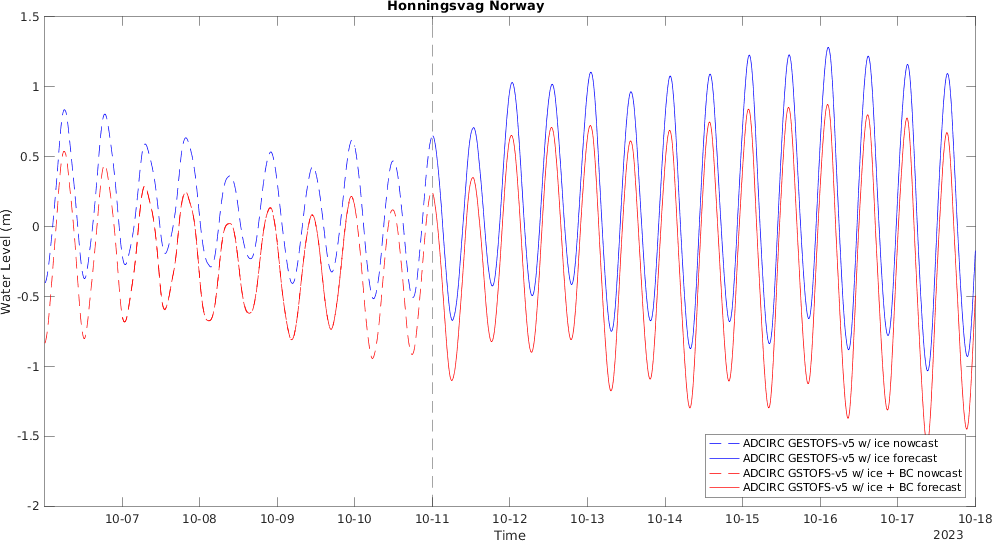 Honningsvag Norway
1.5
1
0.5
0
-0.5
-1
-1.5
-2
Water Level (m)
10-07 10-08 10-09 10-10 10-11 10-12 10-13 10-14 10-15 10-16 10-17 10-18
Time
2023
ADCIRC GESTOFS-v5 w/ ice nowcast
ADCIRC GESTOFS-v5 w/ ice forecast
ADCIRC GSTOFS-v5 w/ ice + BC nowcast
ADCIRC GSTOFS-v5 w/ ice + BC forecast